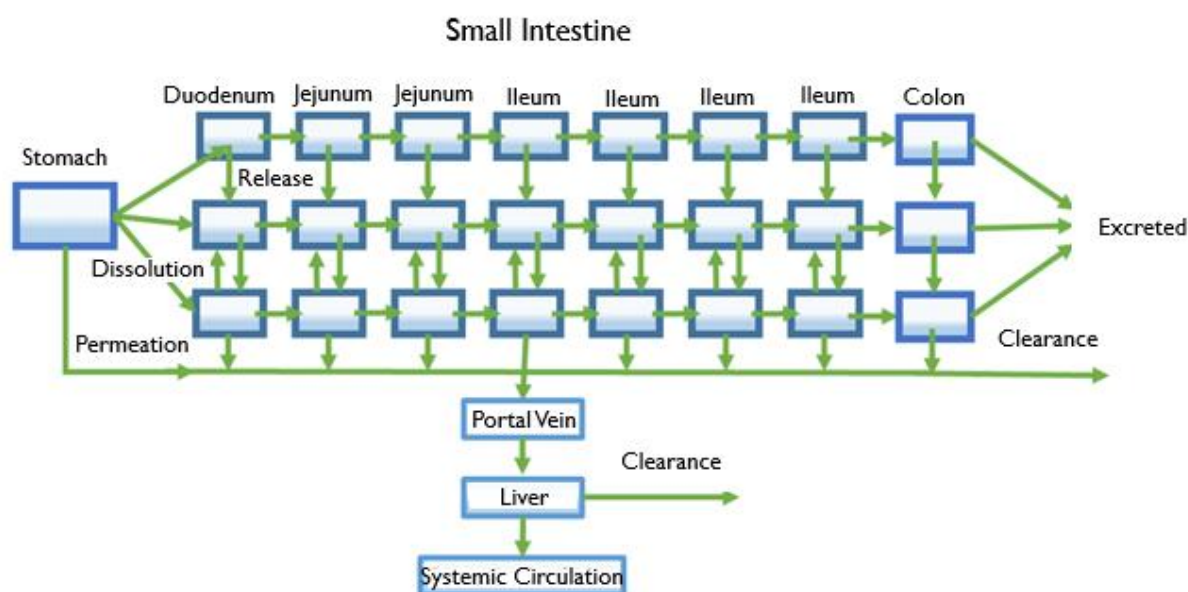 Small Intestine
Duodenum
Jejunum
Jejunum
Ileum
Ileum
Ileum
Ileum
Colon
Stomach
Release
Excreted
Dissolution
Permeation
Clearance
Portal Vein
Clearance
Liver
Systemic Circulation